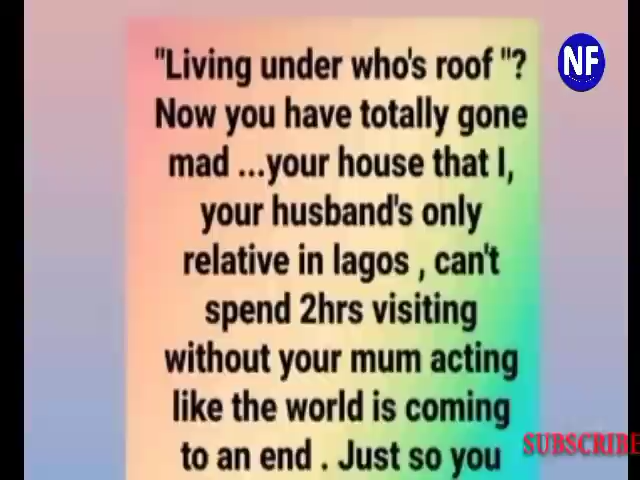 "Living under who's roof "?
Now you have totally gone
mad ...your house that I,
your husband's only
relative in lagos , can't
spend 2hrs visiting
without your mum acting
like the world is coming
to an end . Just so you
NF
SUBSCRIBE